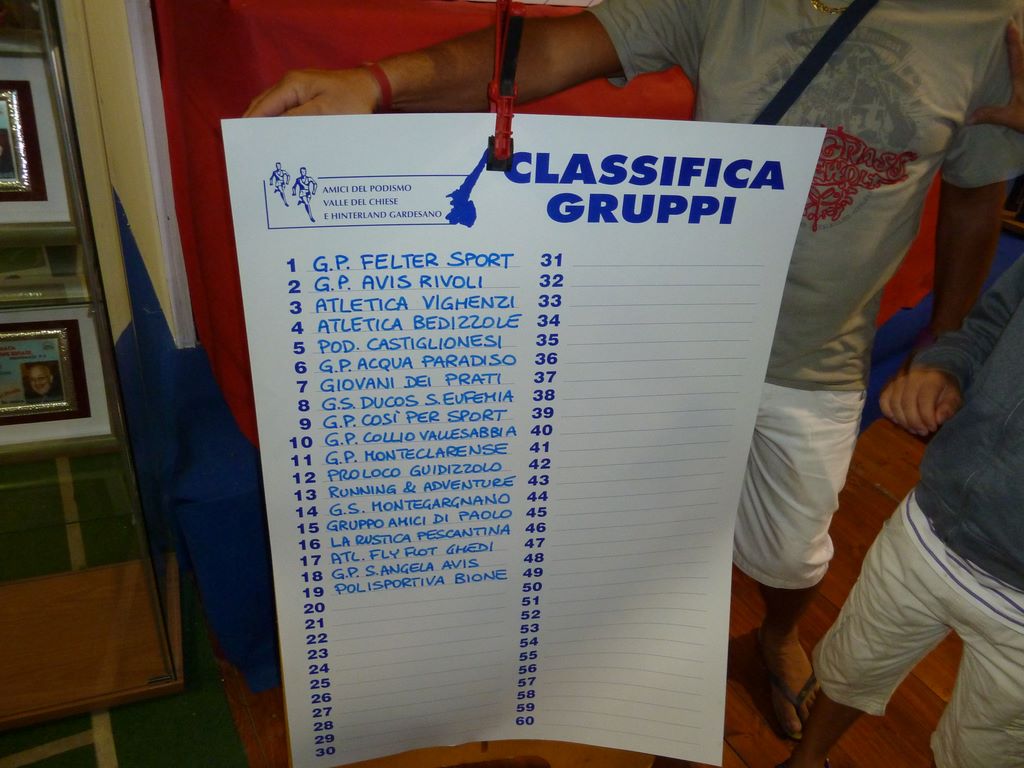 AMICI DEL PODISMO
VALLE DEL CHIESE
E HINTERLAND GARDESANO
CLASSIFICA
GRUPPI
1 G.P. FELTER SPORT
2 G.P. AVIS RIVOLI
3 ATLETICA VIGHENZI
4 ATLETICA BEDIZZOLE
5 POD. CASTIGLIONESI
6 G.P. ACQUA PARADISO
7 GIOVANI DEI PRATI
8 G.S. DUCOS S.EUFEMIA
9 G.P. COSÌ PER SPORT
10 G.P. COLLIO VALLESABBIA
11 G.P. MONTECLARENSE
12 PROLOCO GUIDIZZOLO
13 RUNNING & ADVENTURE
14 G.S. MONTEGARGNANO
15 GRUPPO AMICI DI PAOLO
16 LA RUSTICA PESCANTINA
17 ATL. FLY FLOT GHEDI
18 G.P. S.ANGELA AVIS
19 POLISPORTIVA BIONE
20
21
22
23
24
25
26
27
28
29
30
31
32
33
34
35
36
37
38
39
40
41
42
43
44
45
46
47
48
49
50
51
52
53
54
55
56
57
58
59
60